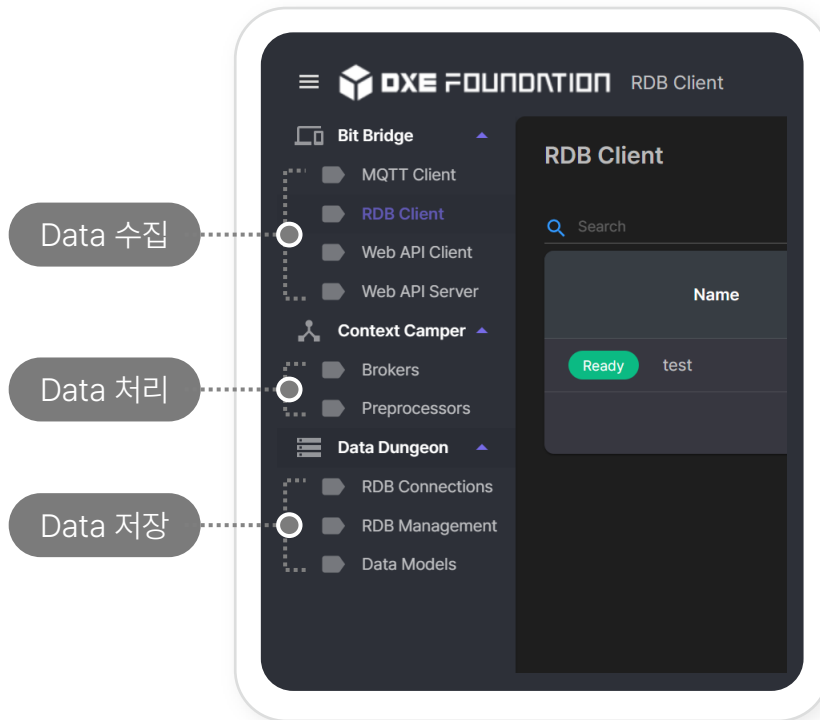 DXE FOUNDATION RDB Client
Bit Bridge
MQTT Client
RDB Client
Web API Client
Web API Server
Context Camper
Brokers
Preprocessors
Data Dungeon
RDB Connections
RDB Management
Data Models
Data 수집
Data 처리
Data 저장
RDB Client
Search
Name
Ready test